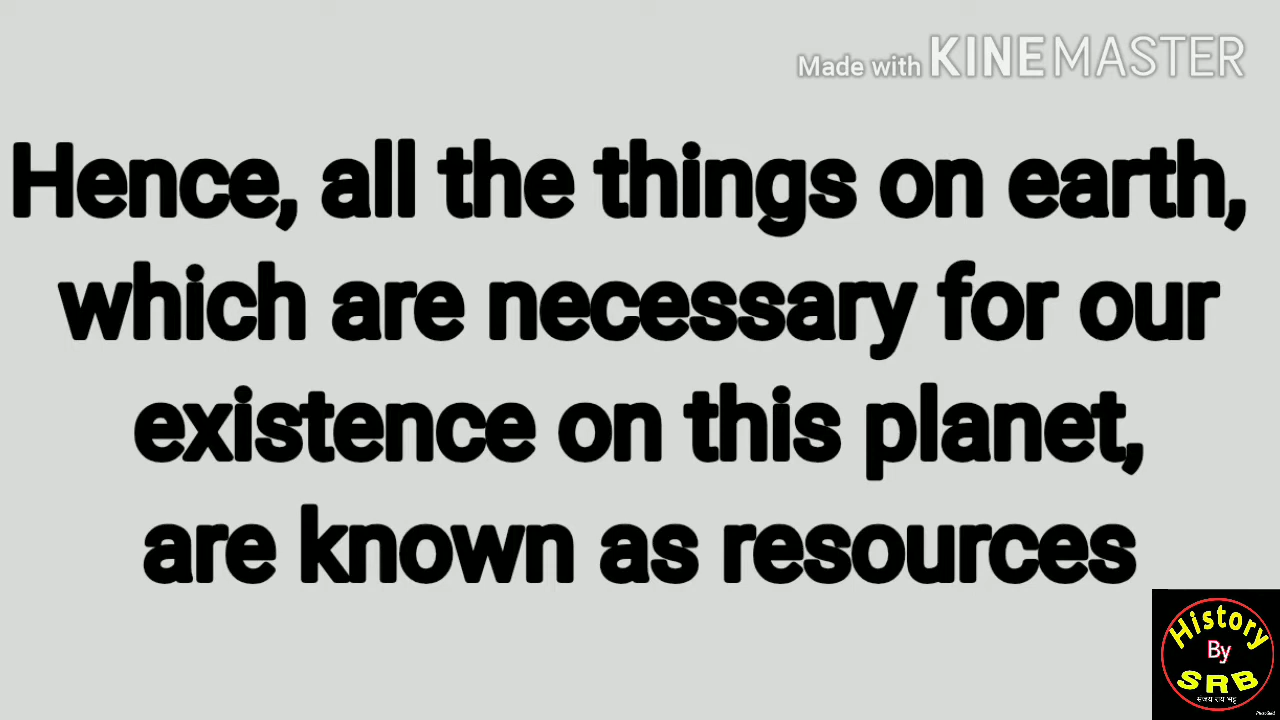 Made with KINEMASTER
Hence, all the things on earth,
which are necessary for our
existence on this planet,
are known as resources
History
By
SRB